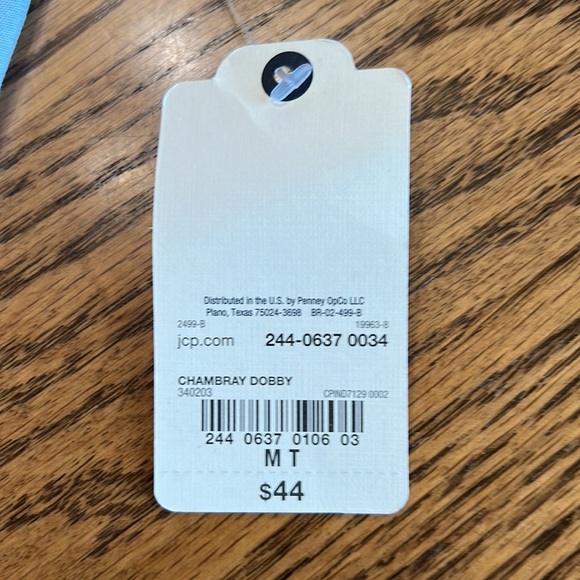 Distributed in the U.S. by Penney OpCo LLC
Plano, Texas 75024-3698 BR-02-499-B
2499-B 19963-8
jcp.com 244-0637 0034
CHAMBRAY DOBBY
340203 CPIND7129 0002
244 0637 0106 03
M T
$44